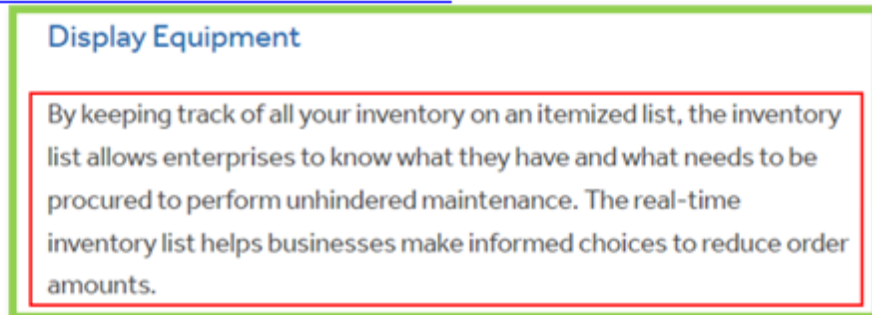 Display Equipment
By keeping track of all your inventory on an itemized list, the inventory
list allows enterprises to know what they have and what needs to be
procured to perform unhindered maintenance. The real-time
inventory list helps businesses make informed choices to reduce order
amounts.